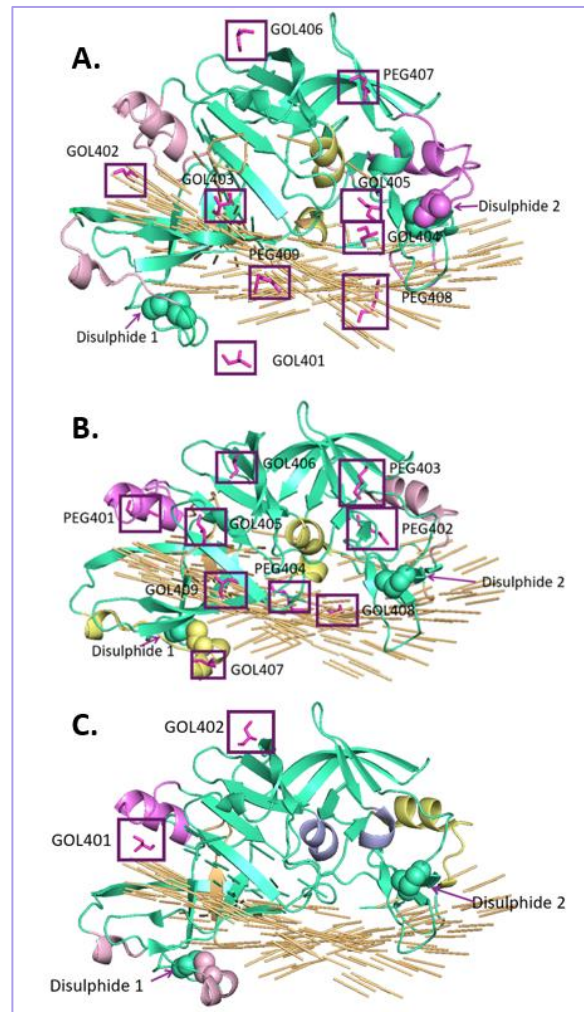 A.
GOL406
PEG407
GOL402
GOL403
GOL405
Disulphide 2
GOL404
PEG409
PEG408
Disulphide 1
GOL401
B.
GOL406
PEG403
PEG401
GOL405
PEG402
PEG404
GOL409
Disulphide 2
GOL408
Disulphide 1
GOL407
C.
GOL402
GOL401
Disulphide 2
Disulphide 1